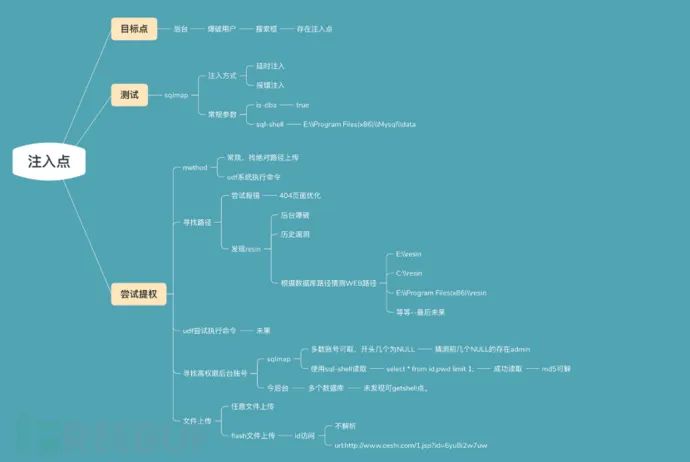 注入点
目标点
后台
爆破用户
搜索框
存在注入点
测试
sqlmap
注入方式
延时注入
报错注入
常规参数
is-dba
true
sql-shell
E:\\Program Files(x86)\\Mysql\\data
尝试提权
method
常规，找绝对路径上传
udf系统执行命令
寻找路径
尝试报错
404页面优化
发现resin
后台爆破
历史漏洞
根据数据库路径猜测WEB路径
E:\\resin
C:\\resin
E:\\Program Files(x86)\\resin
等等--最后未果
udf尝试执行命令
未果
寻找高权限后台账号
sqlmap
多数账号可取，开头几个为NULL
猜测前几个NULL的存在admin
使用sql-shell读取
select * from id,pwd limit 1;
成功读取
md5可解
今后台
多个数据库
未发现可getshell点。
文件上传
任意文件上传
flash文件上传
id访问
不解析